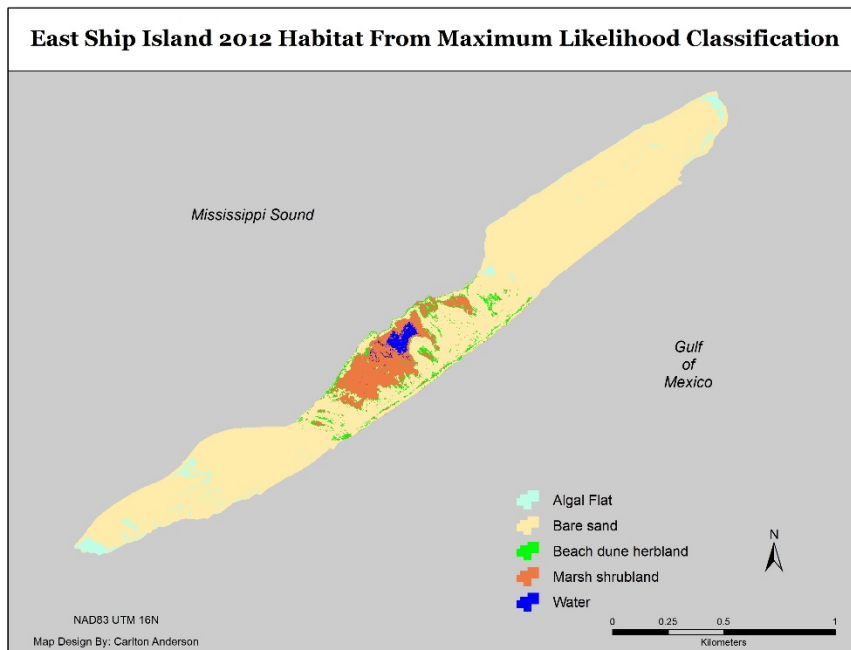 East Ship Island 2012 Habitat From Maximum Likelihood Classification
Mississippi Sound
Gulf
of
Mexico
Algal Flat
Bare sand
Beach dune herbland
Marsh shrubland
Water
N
NAD83 UTM 16N
Map Design By: Carlton Anderson
0 0.25 0.5 1
Kilometers